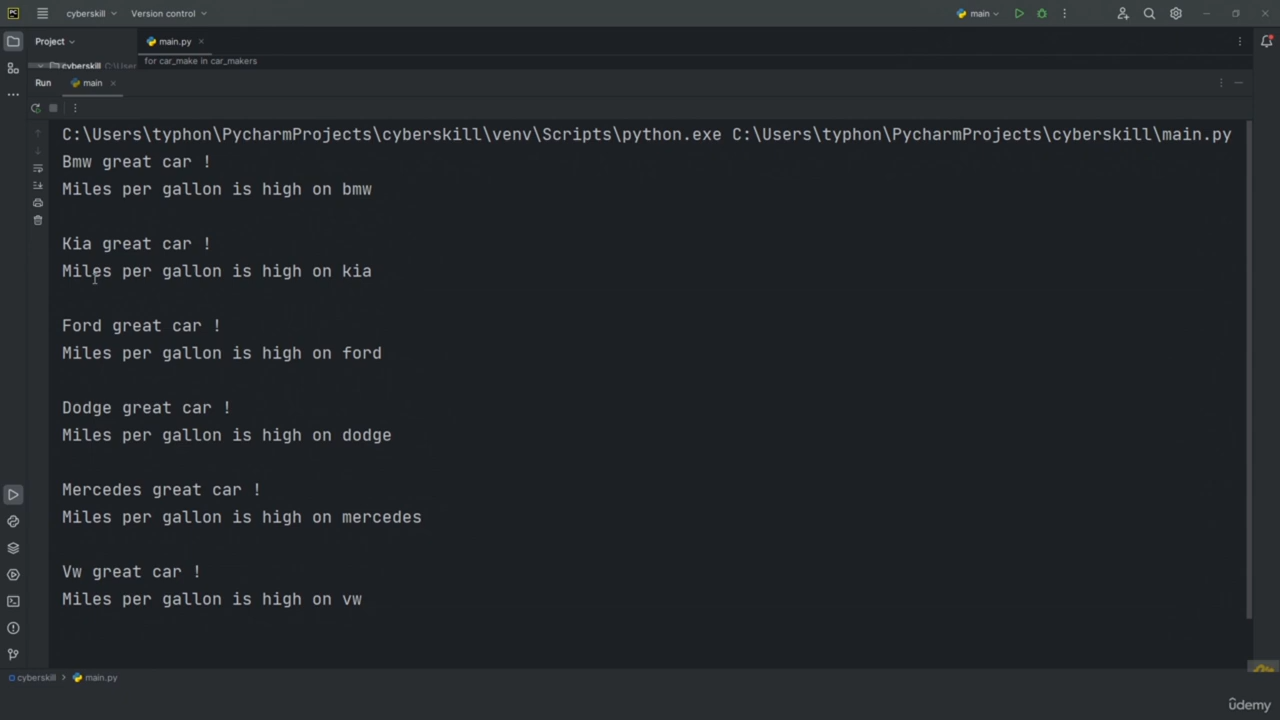 PC cyberskill Version control main
Project main.py
cyberskill C:\User for car_make in car_makers
Run main
C:\Users\typhon\PycharmProjects\cyberskill\venv\Scripts\python.exe C:\Users\typhon\PycharmProjects\cyberskill\main.py
Bmw great car !
Miles per gallon is high on bmw
Kia great car !
Miles per gallon is high on kia
Ford great car !
Miles per gallon is high on ford
Dodge great car !
Miles per gallon is high on dodge
Mercedes great car !
Miles per gallon is high on mercedes
Vw great car !
Miles per gallon is high on vw
cyberskill > main.py
ûdemy